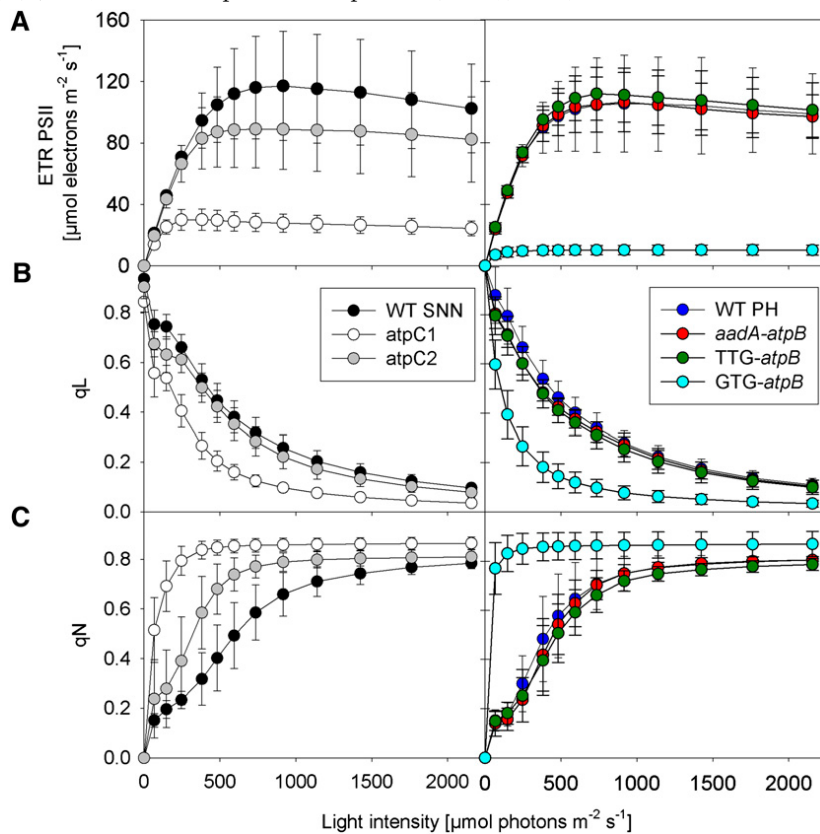 A
160
120
80
40
0
ETR PSII
[µmol electrons m⁻² s⁻¹]
B
0.8
0.6
0.4
0.2
0.0
qL
WT SNN
atpC1
atpC2
WT PH
aadA-atpB
TTG-atpB
GTG-atpB
C
0.8
0.6
0.4
0.2
0.0
qN
0 500 1000 1500 2000 0 500 1000 1500 2000
Light intensity [µmol photons m⁻² s⁻¹]